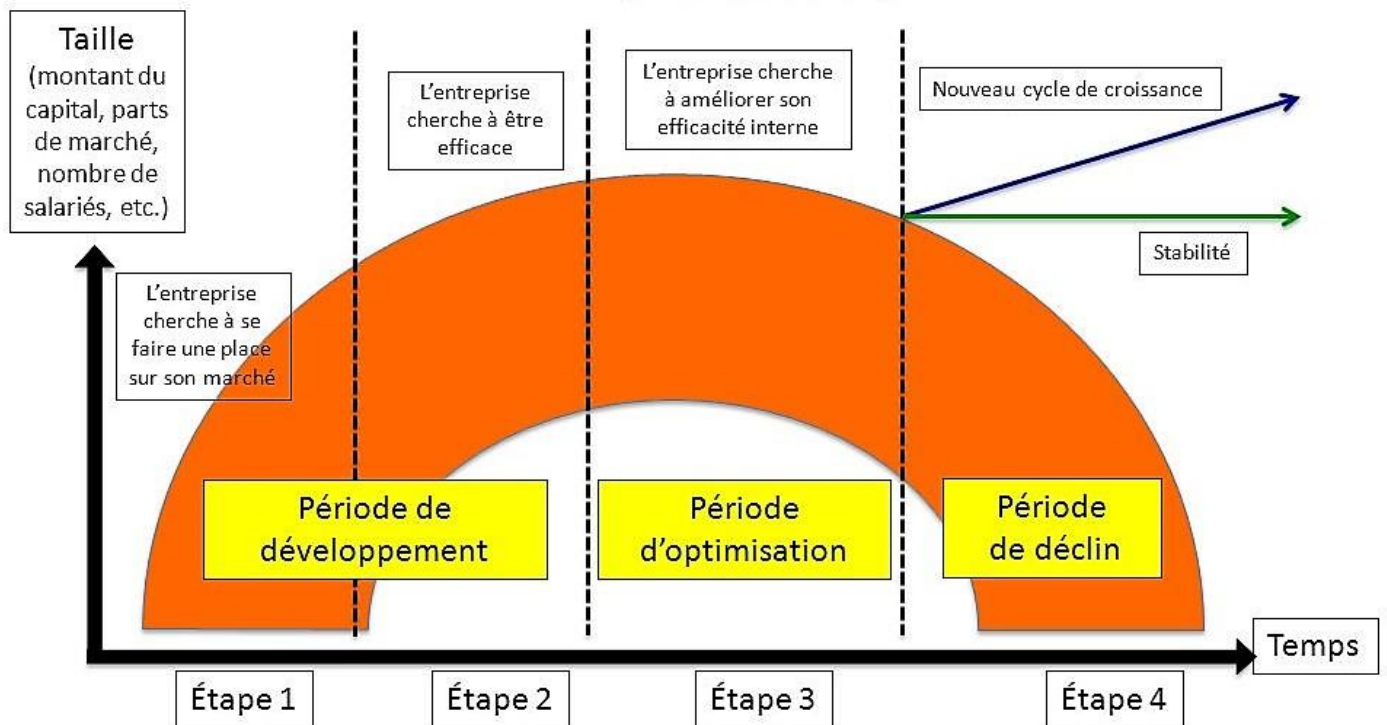 Taille
(montant du
capital, parts
de marché,
nombre de
salariés, etc.)
L'entreprise
cherche à se
faire une place
sur son marché
L'entreprise
cherche à être
efficace
L'entreprise cherche
à améliorer son
efficacité interne
Nouveau cycle de croissance
Stabilité
Période de
développement
Période
d'optimisation
Période
de déclin
Temps
Étape 1
Étape 2
Étape 3
Étape 4